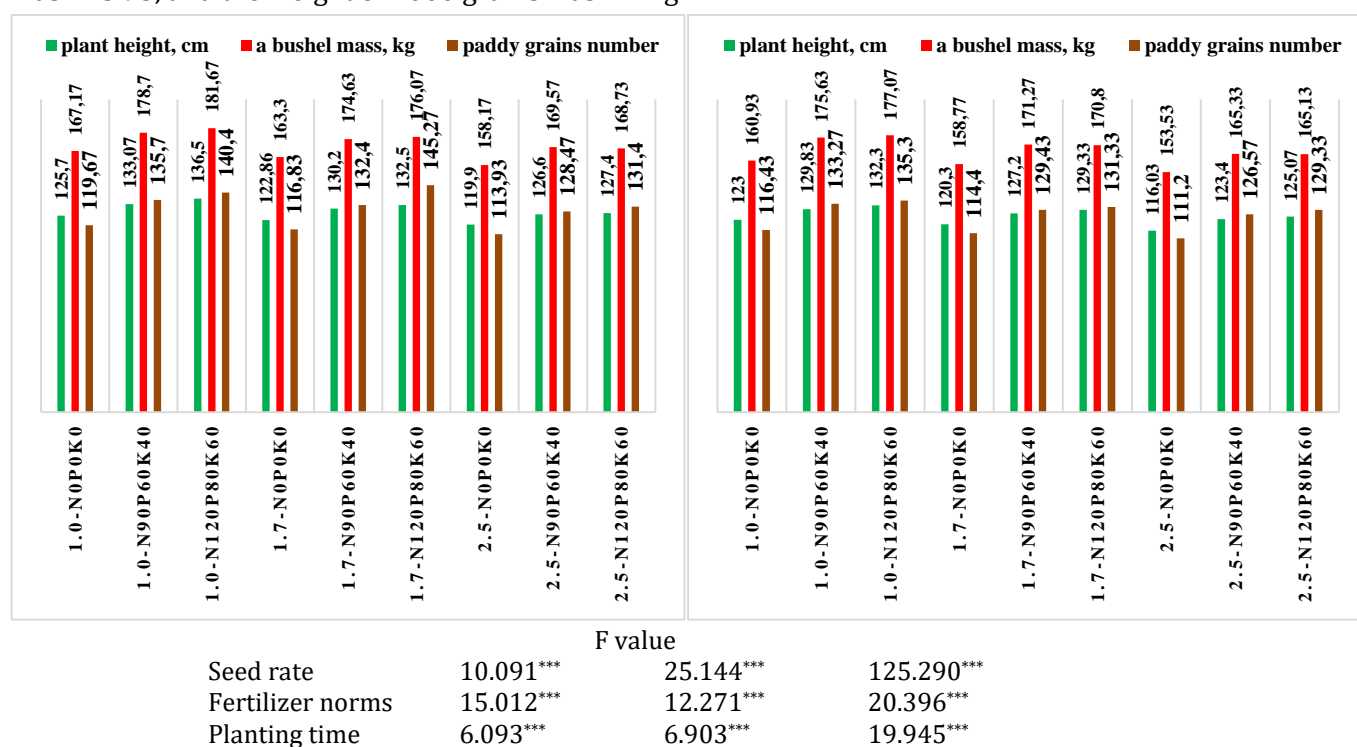 plant height, cm a bushel mass, kg paddy grains number
125,7 167,17 119,67 133,07 178,7 135,7 136,5 181,67 140,4 122,86 163,3 116,83 130,2 174,63 132,4 132,5 176,07 145,27 119,9 158,17 113,93 126,6 169,57 128,47 127,4 168,73 131,4
1.0-N0P0K0
1.0-N90P60K40
1.0-N120P80K60
1.7-N0P0K0
1.7-N90P60K40
1.7-N120P80K60
2.5-N0P0K0
2.5-N90P60K40
2.5-N120P80K60
plant height, cm a bushel mass, kg paddy grains number
123 160,93 116,43 129,83 175,63 133,27 132,3 177,07 135,3 120,3 158,77 114,4 127,2 171,27 129,43 129,33 170,8 131,33 116,03 153,53 111,2 123,4 165,33 126,57 125,07 165,13 129,33
1.0-N0P0K0
1.0-N90P60K40
1.0-N120P80K60
1.7-N0P0K0
1.7-N90P60K40
1.7-N120P80K60
2.5-N0P0K0
2.5-N90P60K40
2.5-N120P80K60
F value
Seed rate 10.091*** 25.144*** 125.290***
Fertilizer norms 15.012*** 12.271*** 20.396***
Planting time 6.093*** 6.903*** 19.945***